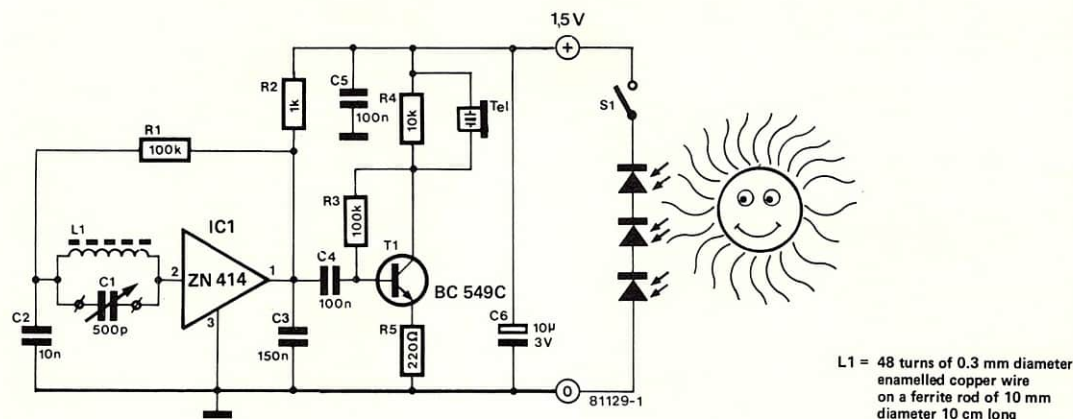 1,5 V
+
R2
1k
C5
100n
R4
10k
Tel
S1
R1
100k
R3
100k
L1
IC1
T1
C1
500p
2
ZN 414
1
3
C4
100n
BC 549C
C2
10n
C3
150n
R5
220Ω
C6
10µ
3V
0
81129-1
L1 = 48 turns of 0.3 mm diameter
enamelled copper wire
on a ferrite rod of 10 mm
diameter 10 cm long